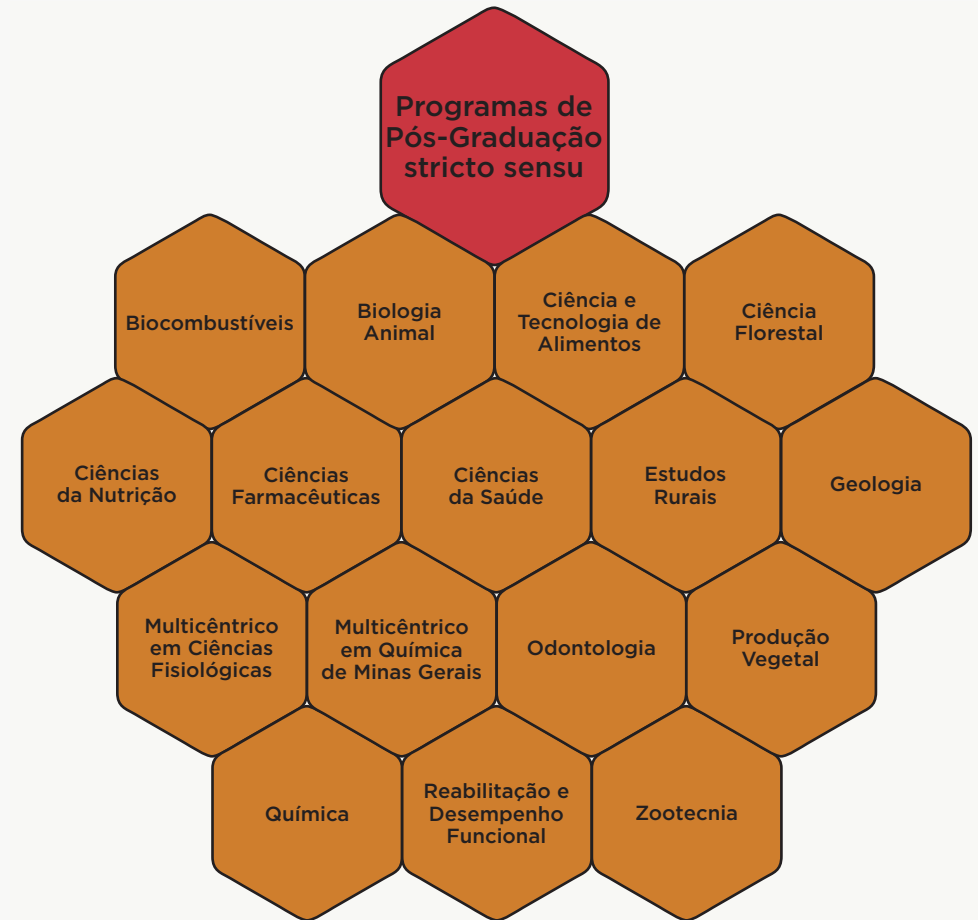 Programas de
Pós-Graduação
stricto sensu
Biocombustíveis
Biologia
Animal
Ciência e
Tecnologia de
Alimentos
Ciência
Florestal
Ciências
da Nutrição
Ciências
Farmacêuticas
Ciências
da Saúde
Estudos
Rurais
Geologia
Multicêntrico
em Ciências
Fisiológicas
Multicêntrico
em Química
de Minas Gerais
Odontologia
Produção
Vegetal
Química
Reabilitação e
Desempenho
Funcional
Zootecnia